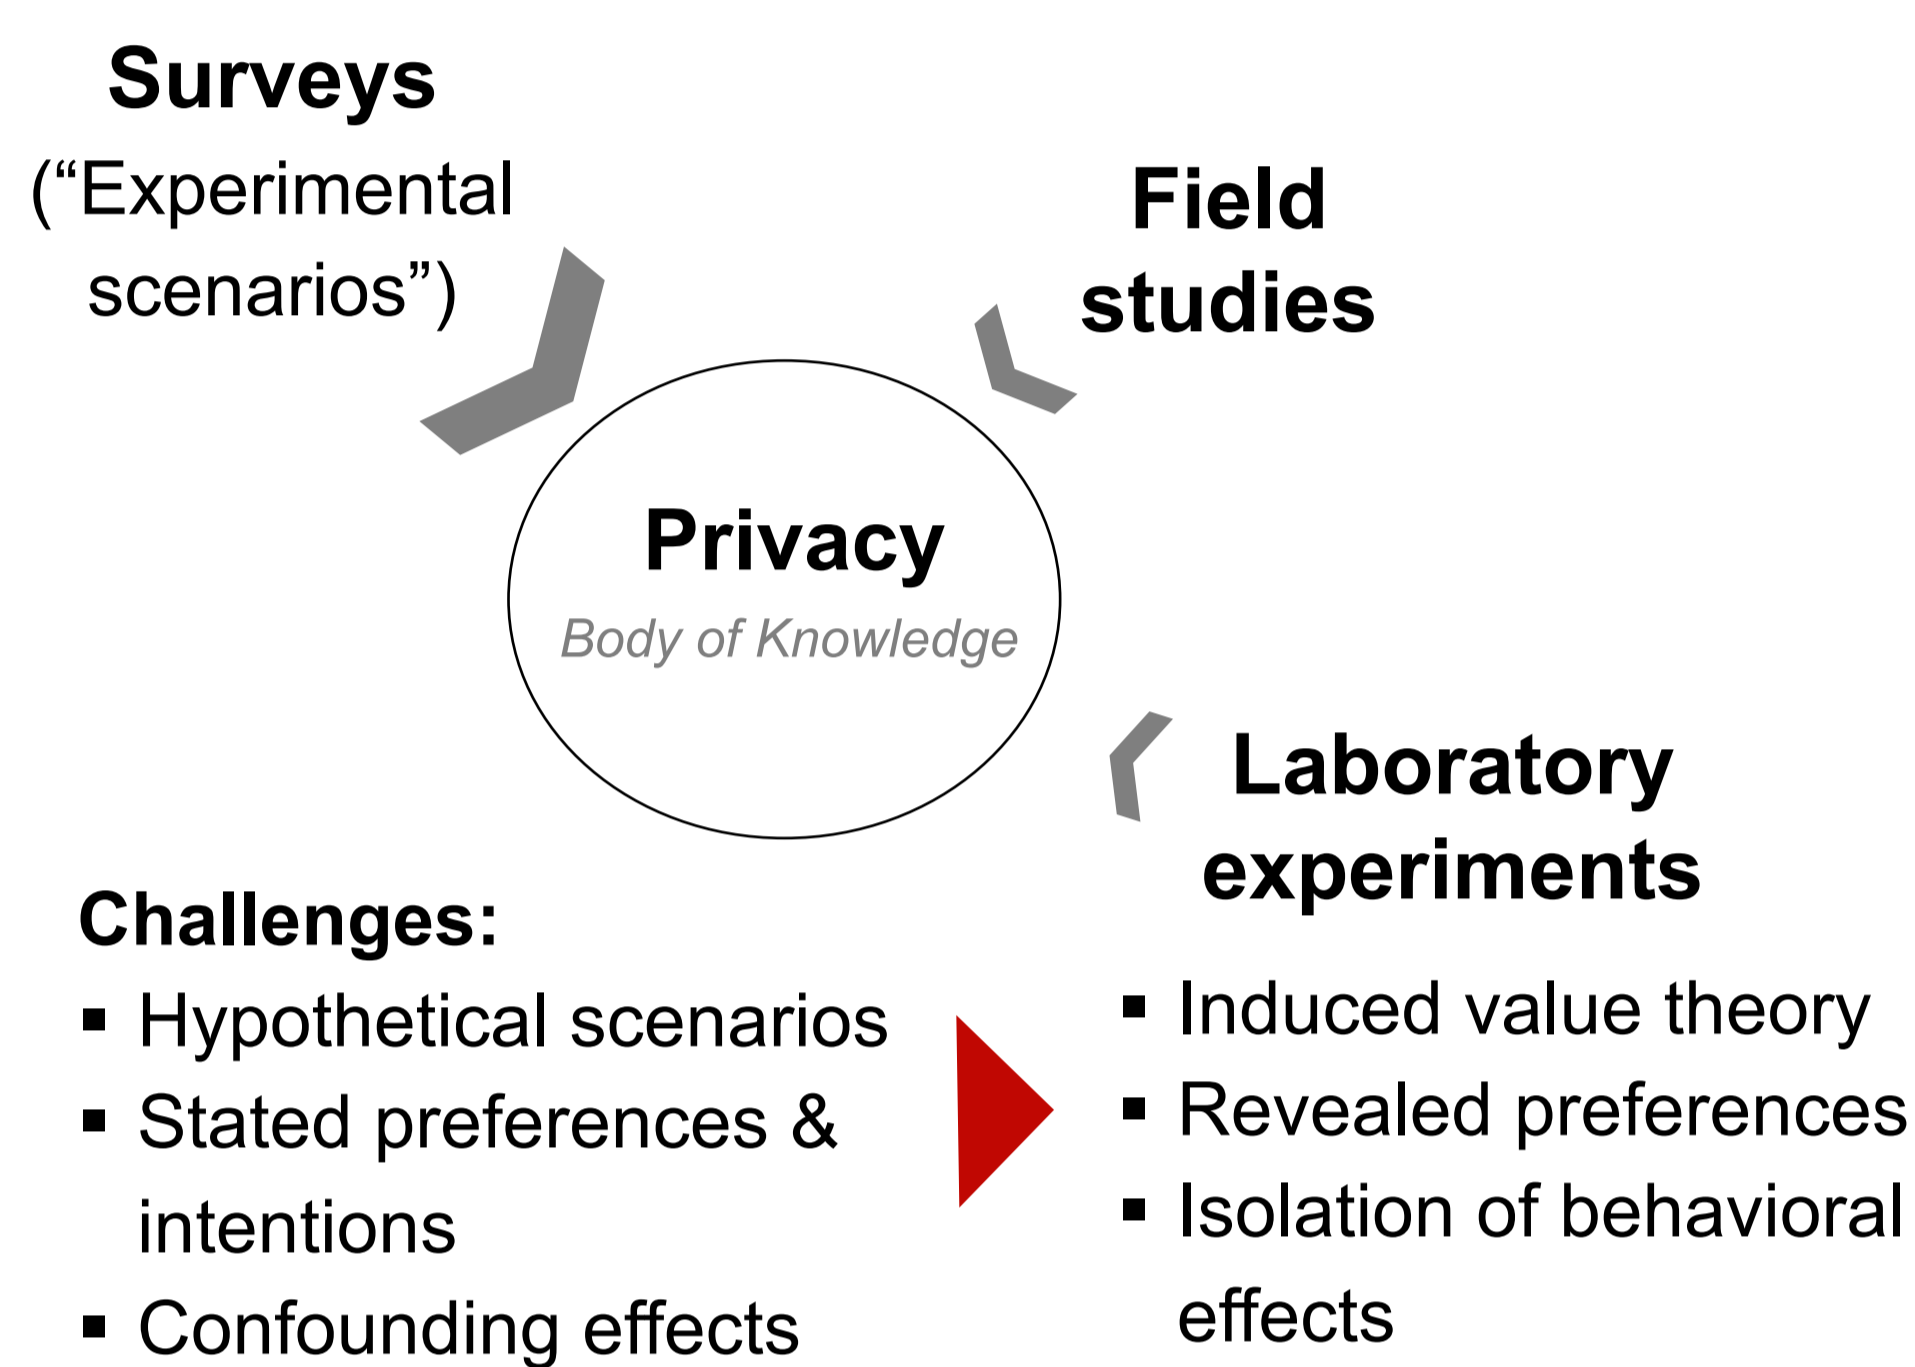 Surveys
(“Experimental
scenarios”)
Field
studies
Privacy
Body of Knowledge
Laboratory
experiments
Challenges:
▪ Hypothetical scenarios
▪ Stated preferences &
intentions
▪ Confounding effects
▪ Induced value theory
▪ Revealed preferences
▪ Isolation of behavioral
effects